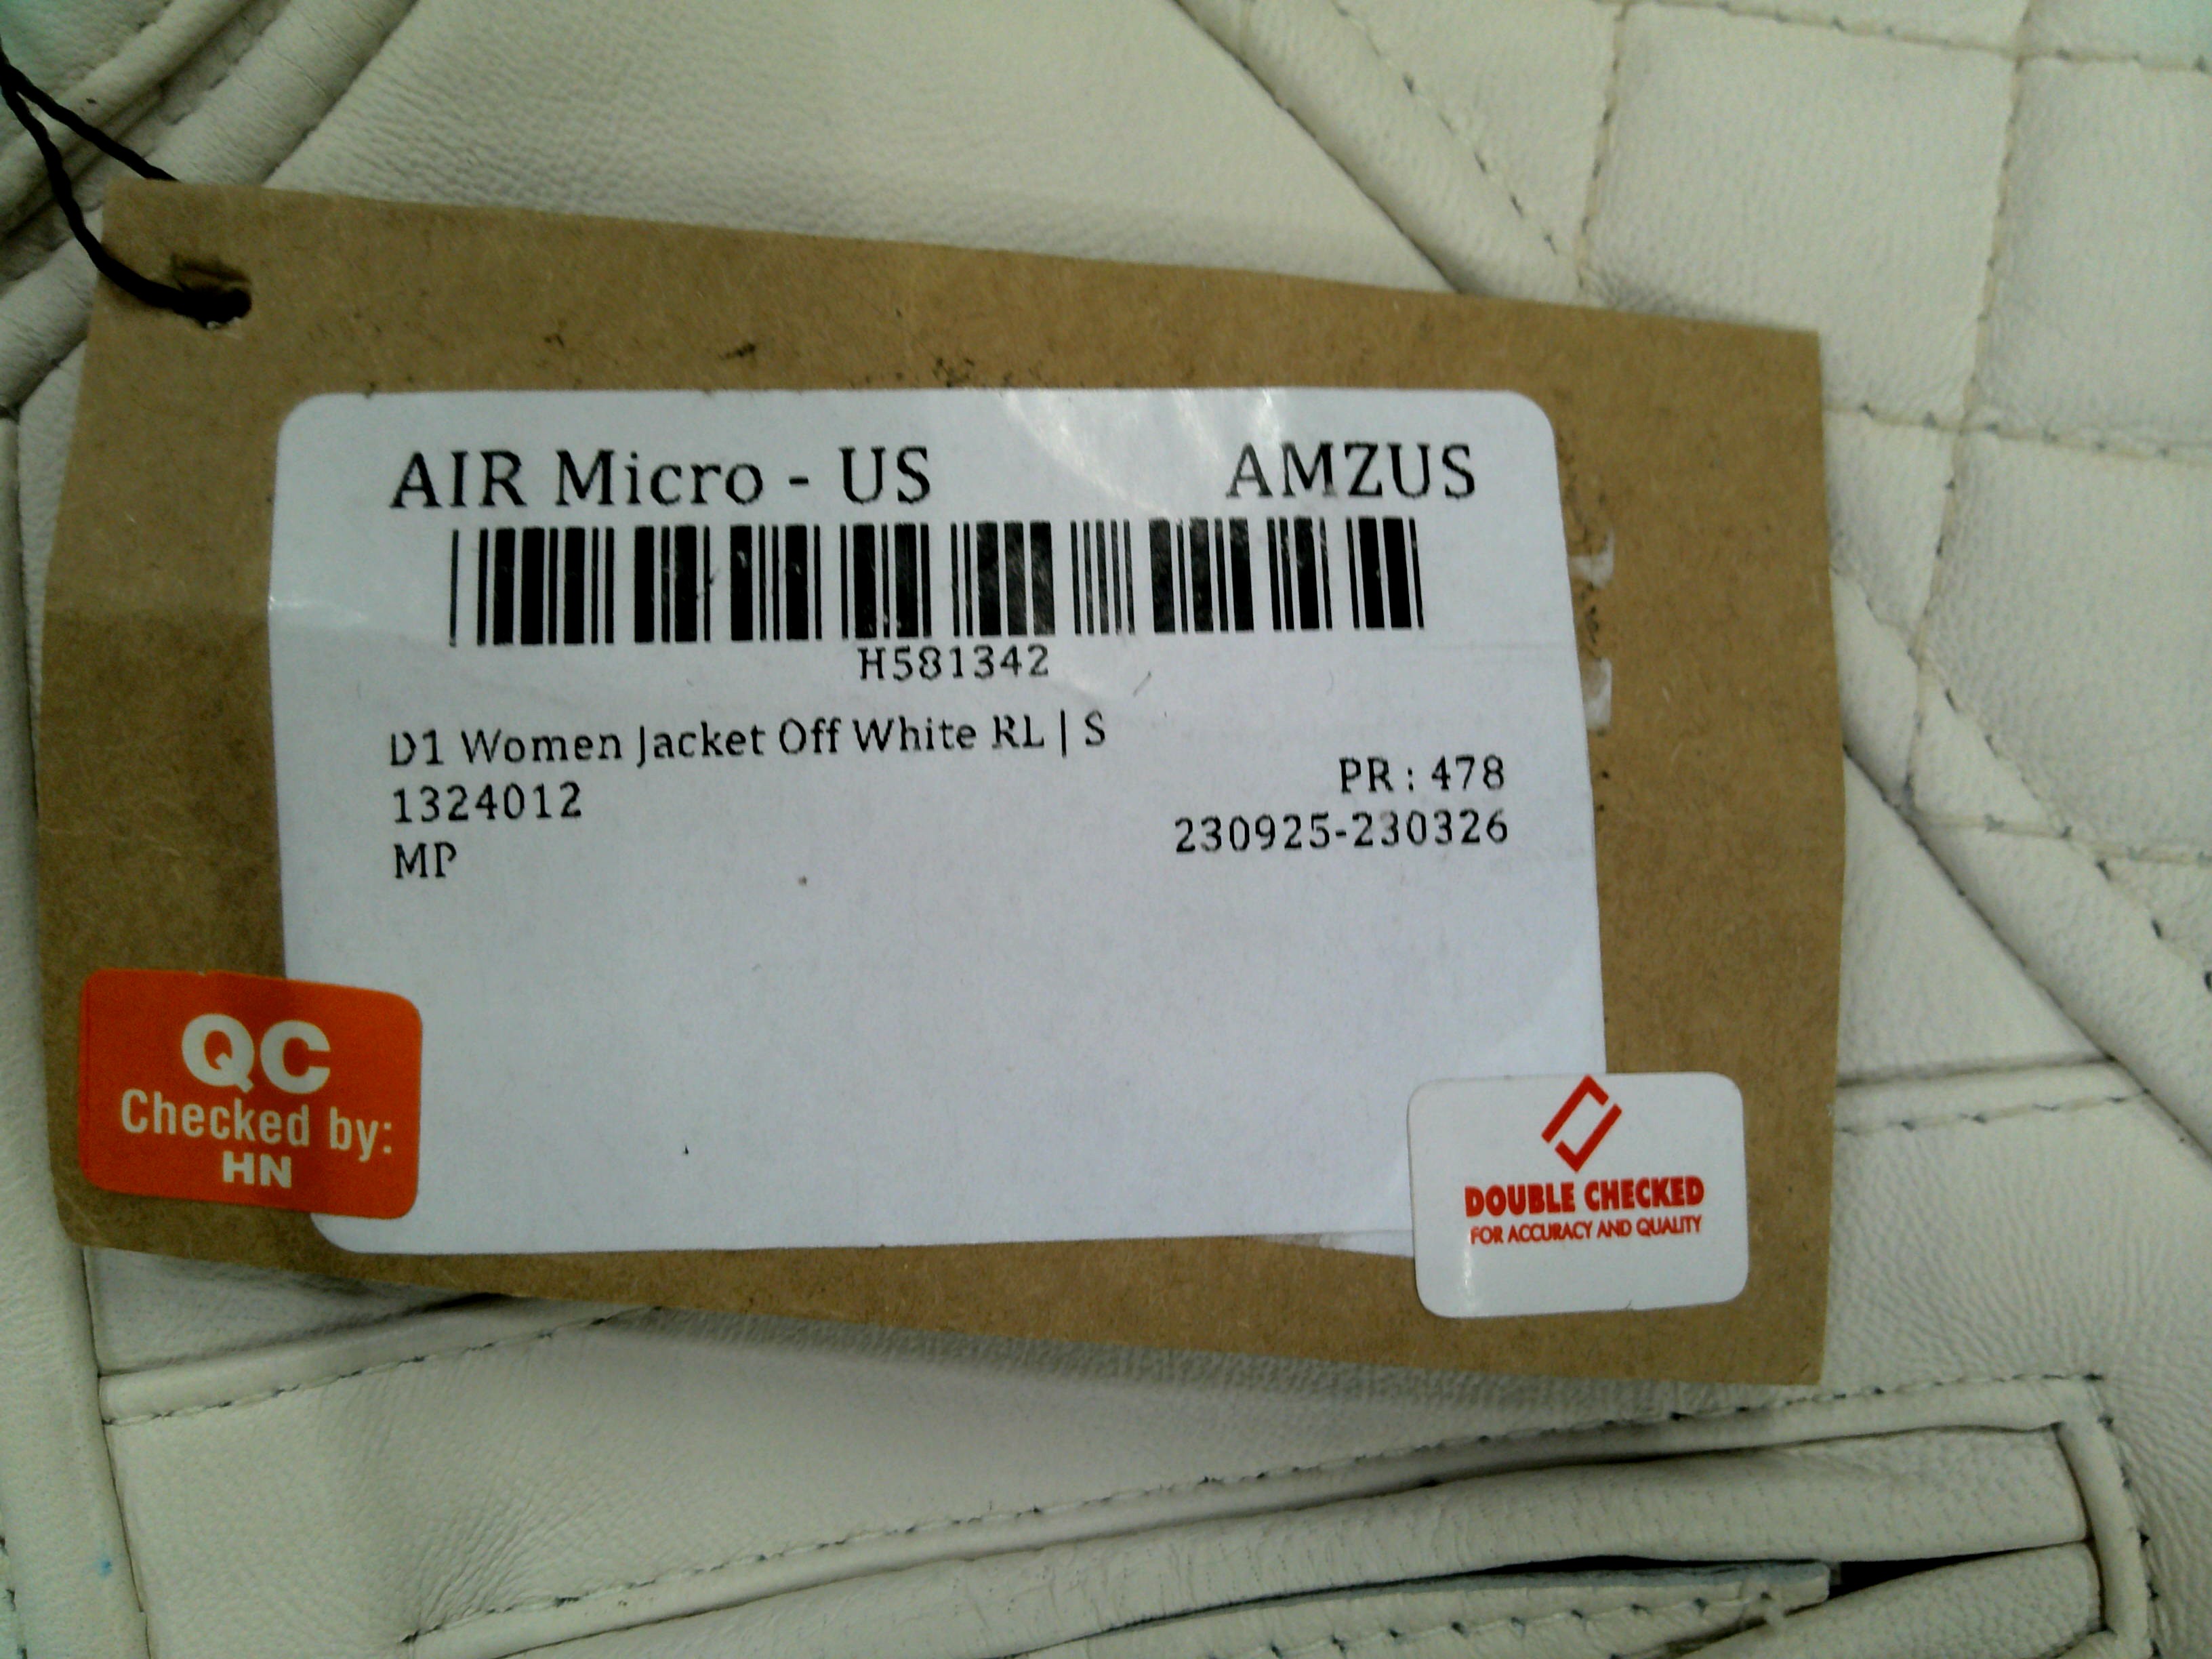 AIR Micro - US AMZUS
H581342
D1 Women Jacket Off White RL | S
1324012 PR : 478
MP 230925-230326
QC
Checked by:
HN
DOUBLE CHECKED
FOR ACCURACY AND QUALITY